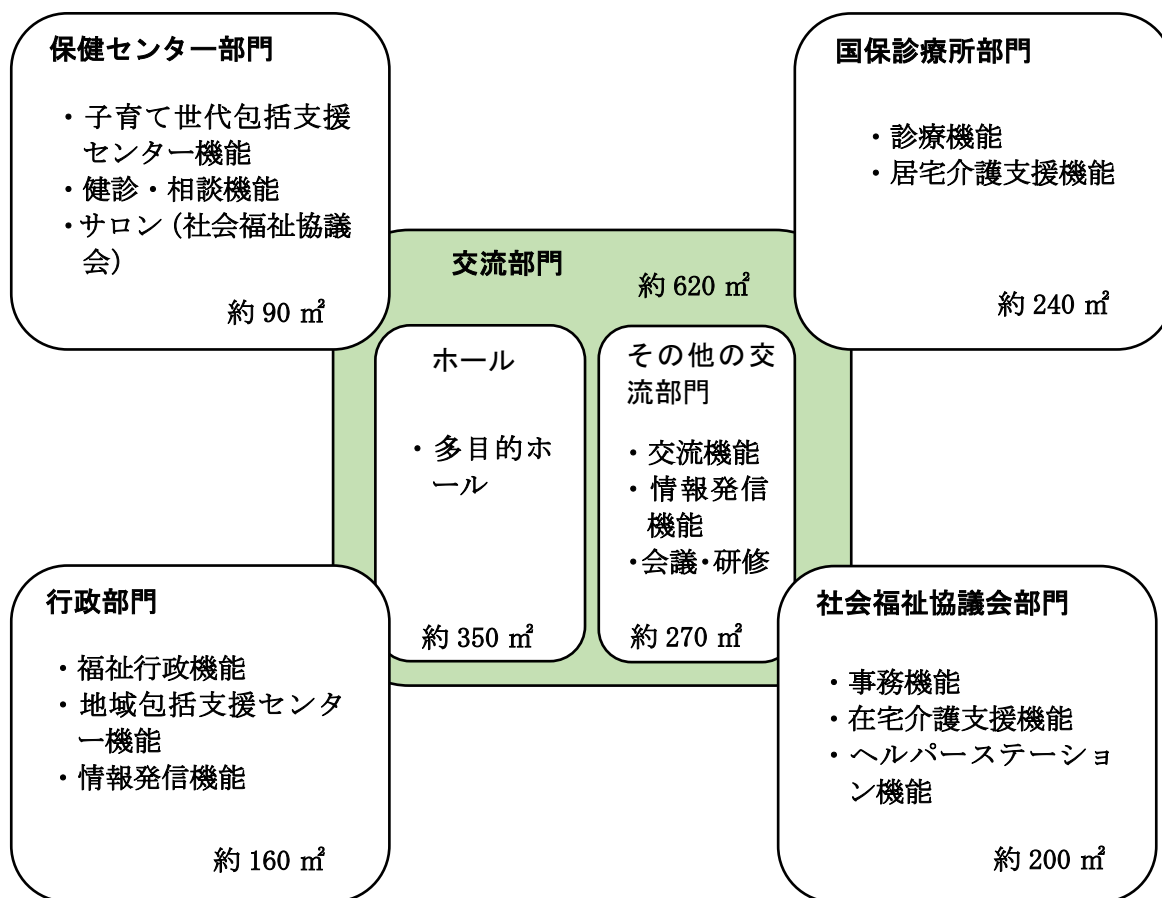 保健センター部門
・子育て世代包括支援
センター機能
・健診・相談機能
・サロン（社会福祉協議
会）
約 90 ㎡
国保診療所部門
・診療機能
・居宅介護支援機能
約 240 ㎡
交流部門
約 620 ㎡
ホール
・多目的ホ
ール
約 350 ㎡
その他の交
流部門
・交流機能
・情報発信
機能
・会議・研修
約 270 ㎡
行政部門
・福祉行政機能
・地域包括支援センタ
ー機能
・情報発信機能
約 160 ㎡
社会福祉協議会部門
・事務機能
・在宅介護支援機能
・ヘルパーステーショ
ン機能
約 200 ㎡